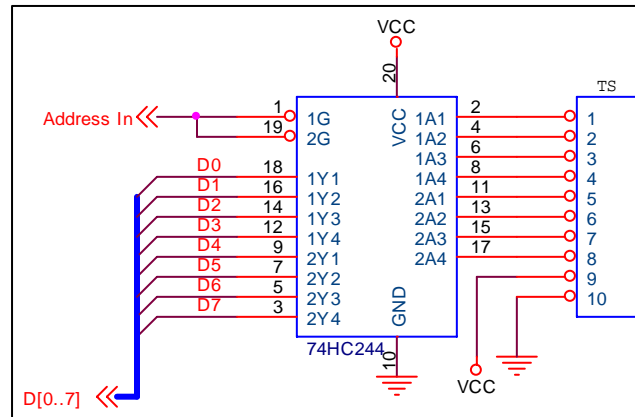 VCC
20
TS
Address In
1
19
1G
2G
VCC
1A1
1A2
1A3
1A4
2A1
2A2
2A3
2A4
2
4
6
8
11
13
15
17
1
2
3
4
5
6
7
8
9
10
D0
D1
D2
D3
D4
D5
D6
D7
18
16
14
12
9
7
5
3
1Y1
1Y2
1Y3
1Y4
2Y1
2Y2
2Y3
2Y4
GND
74HC244
10
VCC
D[0..7]